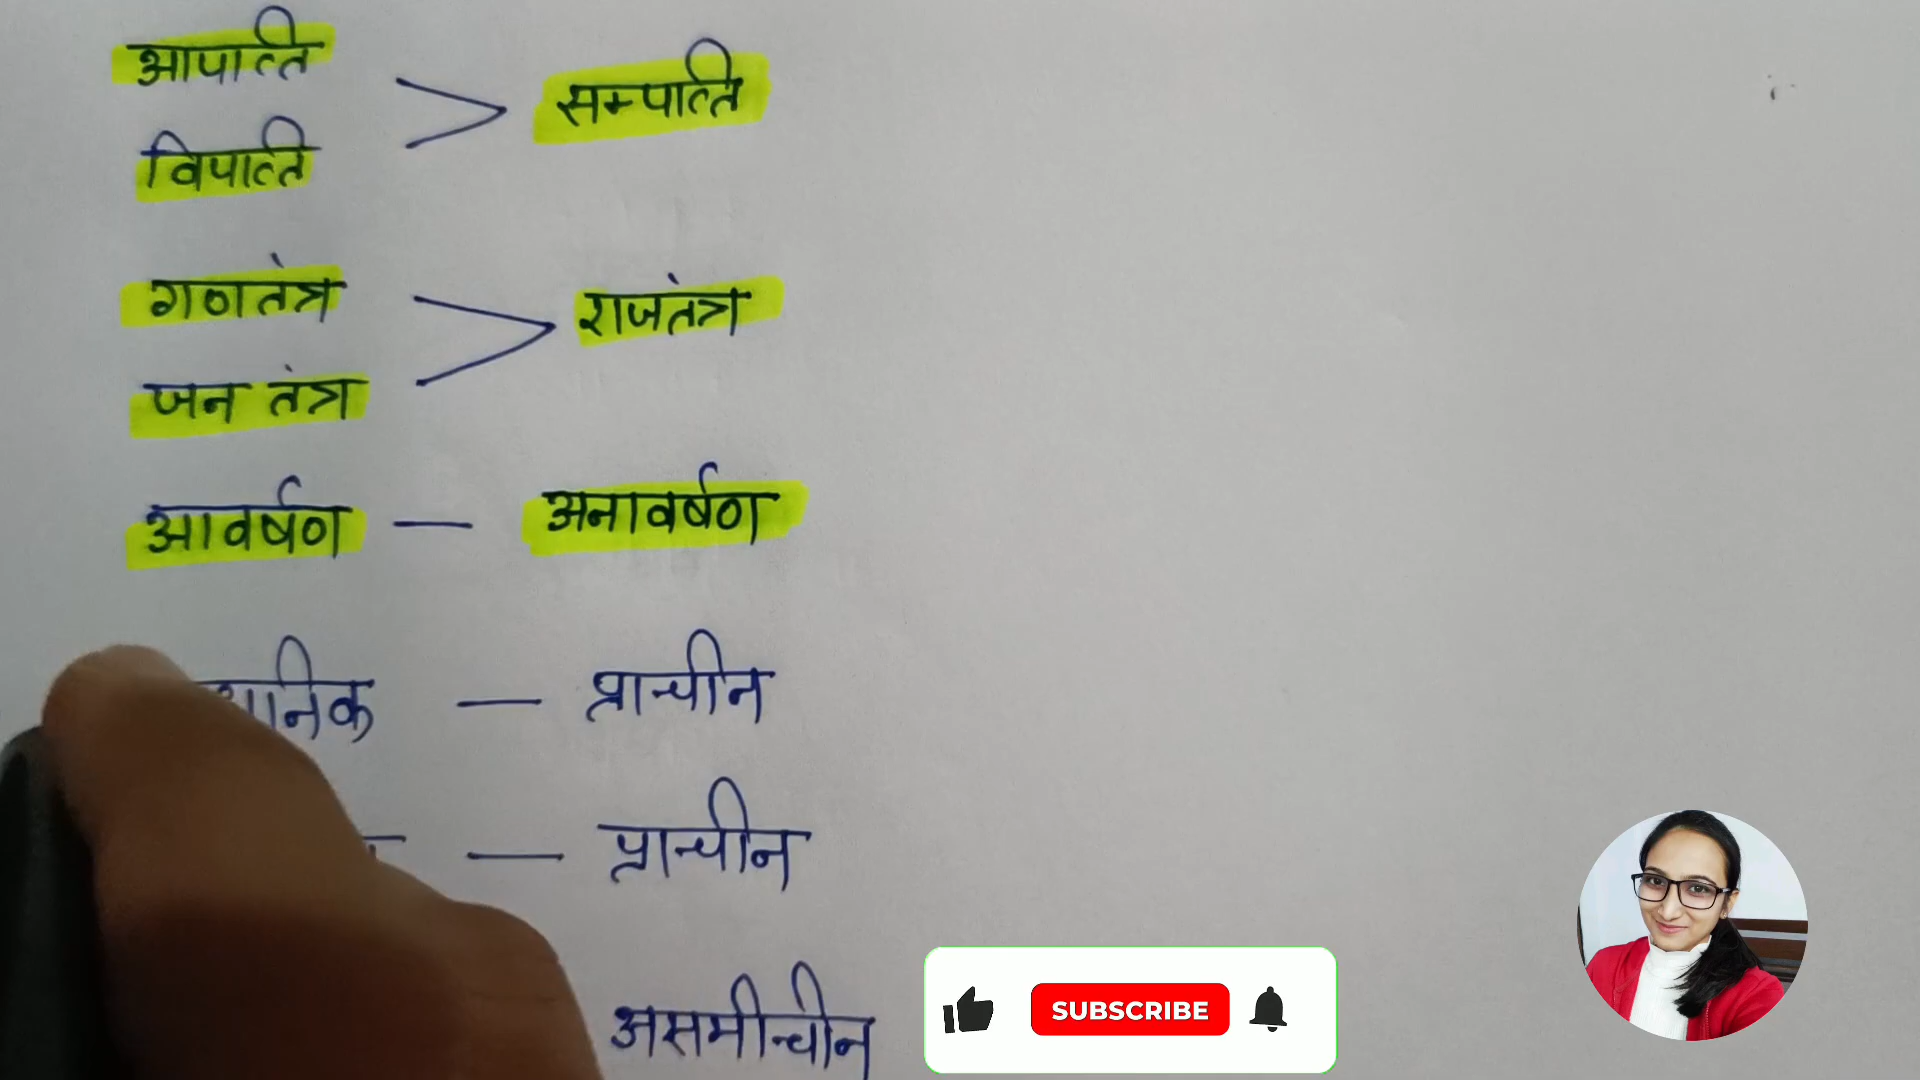 आपत्ति
सम्पत्ति
विपत्ति
गणतंत्र
राजतंत्र
जन तंत्र
आवर्षण — अनावर्षण
— प्राचीन
— प्राचीन
असमीचीन
SUBSCRIBE